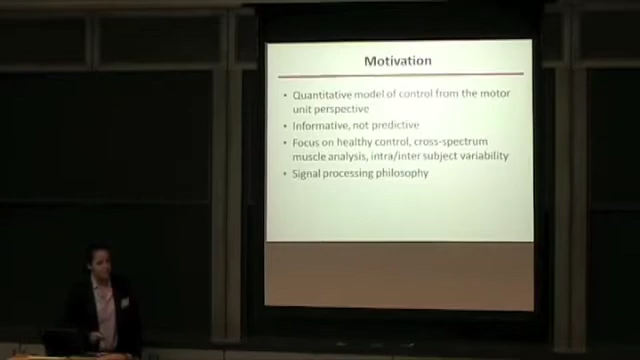 Motivation
• Quantitative model of control from the motor
unit perspective
• Informative, not predictive
• Focus on healthy control, cross-spectrum
muscle analysis, intra/inter subject variability
• Signal processing philosophy